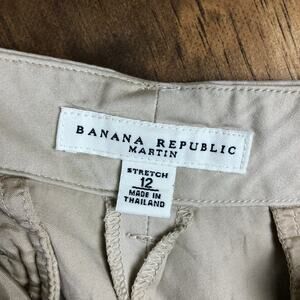 BANANA REPUBLIC
MARTIN
STRETCH
12
MADE IN
THAILAND